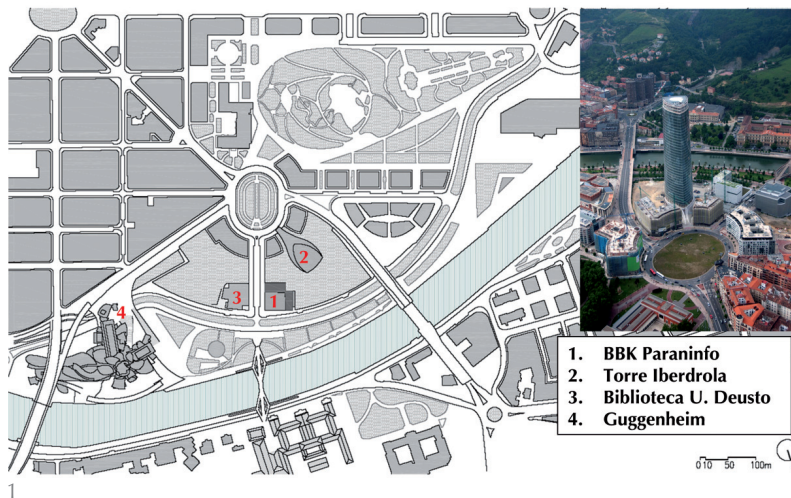 2
3
1
4
1. BBK Paraninfo
2. Torre Iberdrola
3. Biblioteca U. Deusto
4. Guggenheim
0 10 50 100m
1